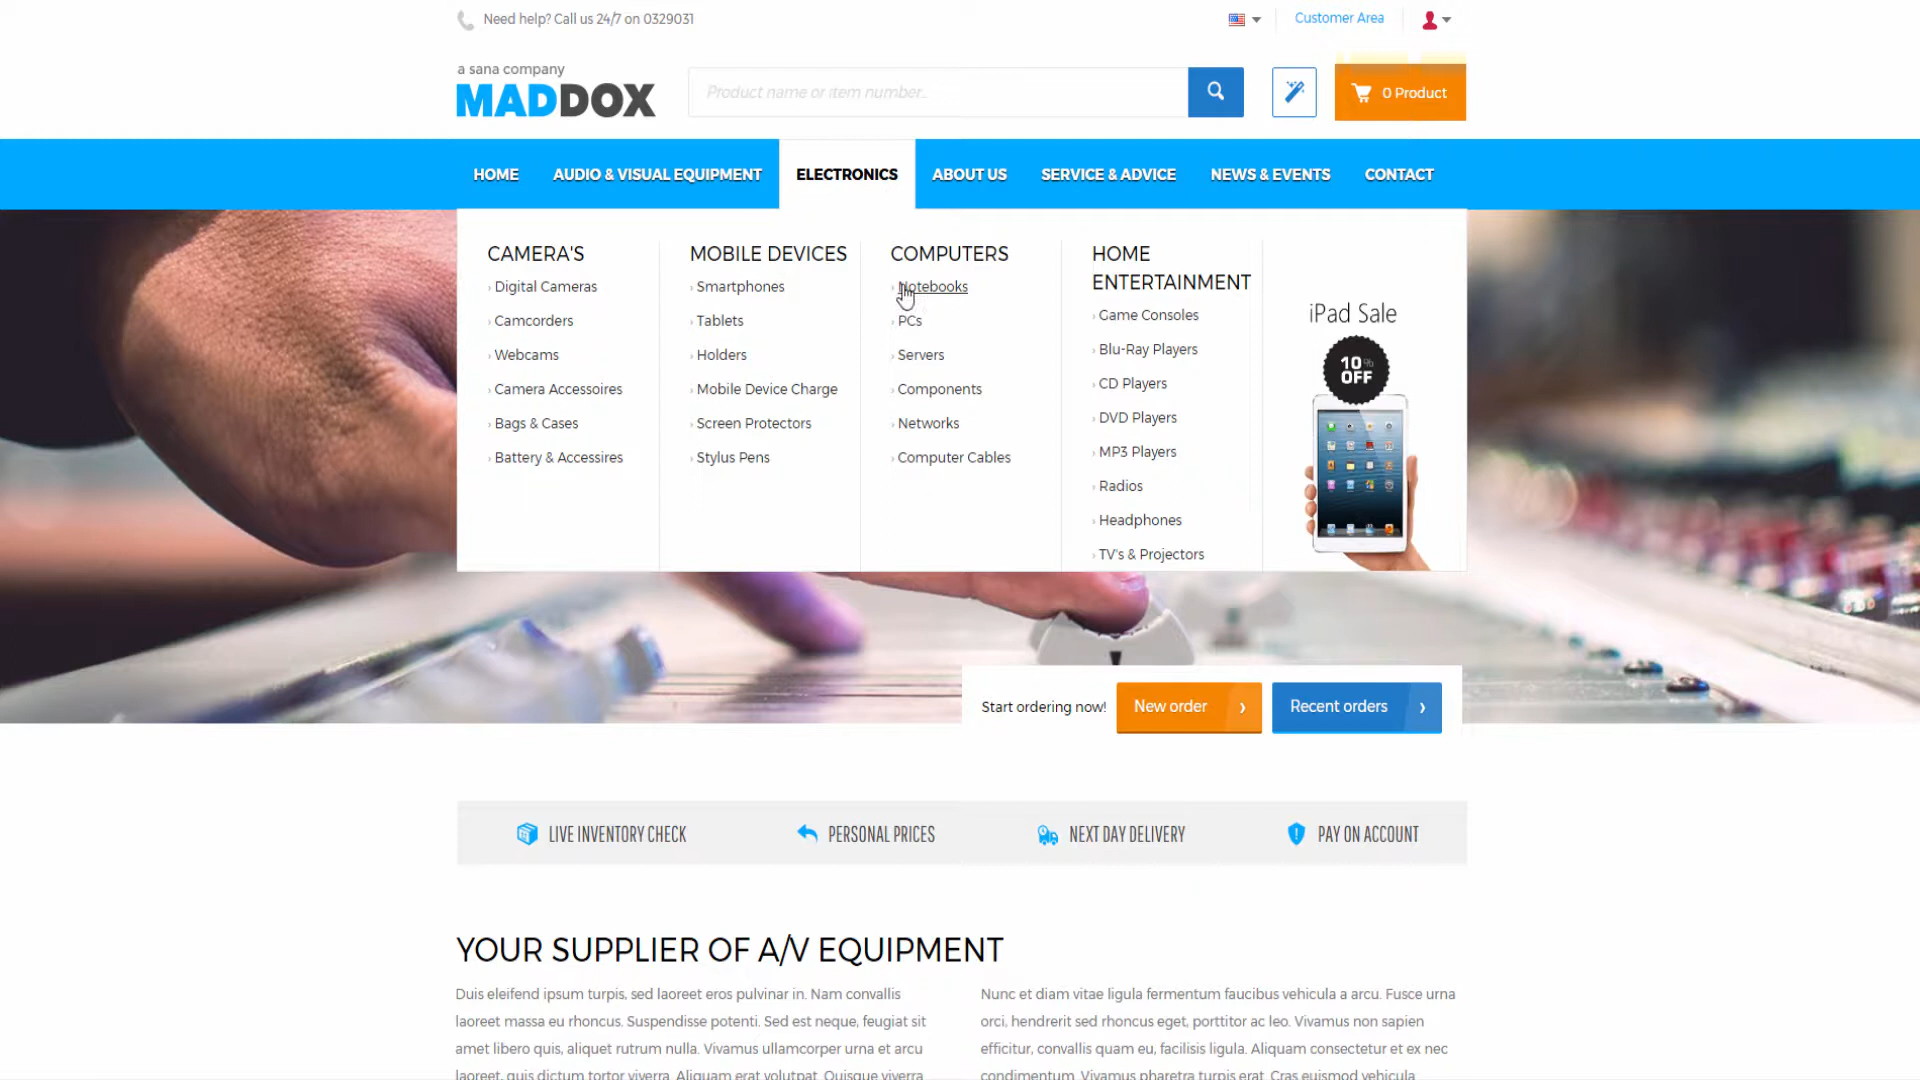 Need help? Call us 24/7 on 0329031
Customer Area
a sana company
MADDOX
Product name or item number..
0 Product
HOME
AUDIO & VISUAL EQUIPMENT
ELECTRONICS
ABOUT US
SERVICE & ADVICE
NEWS & EVENTS
CONTACT
CAMERA'S
Digital Cameras
Camcorders
Webcams
Camera Accessoires
Bags & Cases
Battery & Accessires
MOBILE DEVICES
Smartphones
Tablets
Holders
Mobile Device Charge
Screen Protectors
Stylus Pens
COMPUTERS
Notebooks
PCs
Servers
Components
Networks
Computer Cables
HOME
ENTERTAINMENT
Game Consoles
Blu-Ray Players
CD Players
DVD Players
MP3 Players
Radios
Headphones
TV's & Projectors
iPad Sale
10%
OFF
Start ordering now!
New order
Recent orders
LIVE INVENTORY CHECK
PERSONAL PRICES
NEXT DAY DELIVERY
PAY ON ACCOUNT
YOUR SUPPLIER OF A/V EQUIPMENT
Duis eleifend ipsum turpis, sed laoreet eros pulvinar in. Nam convallis
laoreet massa eu rhoncus. Suspendisse potenti. Sed est neque, feugiat sit
amet libero quis, aliquet rutrum nulla. Vivamus ullamcorper urna et arcu
laoreet, quis dictum tortor viverra. Aliquam erat volutpat. Quisque viverra
Nunc et diam vitae ligula fermentum faucibus vehicula a arcu. Fusce urna
orci, hendrerit sed rhoncus eget, porttitor ac leo. Vivamus non sapien
efficitur, convallis quam eu, facilisis ligula. Aliquam consectetur et ex nec
condimentum. Vivamus pharetra turpis erat. Cras euismod vehicula